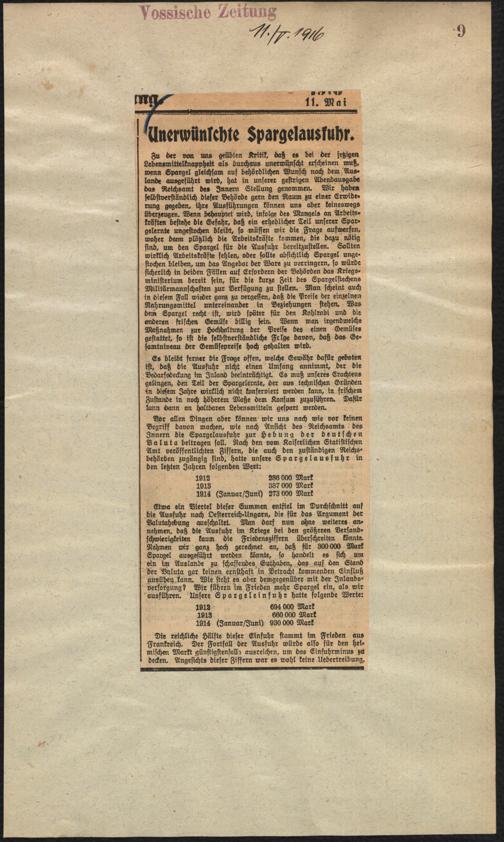 Vossische Zeitung
11./V. 1916
9
ng.
11. Mai
Unerwünschte Spargelausfuhr.
Zu der von uns geübten Kritik, daß es bei der jetzigen
Lebensmittelknappheit als durchaus unerwünscht erscheinen muß,
wenn Spargel gleichsam auf behördlichen Wunsch nach dem Aus-
lande ausgeführt wird, hat in unserer gestrigen Abendausgabe
das Reichsamt des Innern Stellung genommen. Wir haben
selbstverständlich dieser Behörde gern den Raum zu einer Erwide-
rung gegeben, ihre Ausführungen können uns aber keineswegs
überzeugen. Wenn behauptet wird, infolge des Mangels an Arbeits-
kräften bestehe die Gefahr, daß ein erheblicher Teil unserer Spar-
gelernte ungestochen bleibt, so müssen wir die Frage aufwerfen,
woher denn plötzlich die Arbeitskräfte kommen, die dazu nötig
sind, um den Spargel für die Ausfuhr bereitzustellen. Sollten
wirklich Arbeitskräfte fehlen, oder sollte absichtlich Spargel unge-
stochen bleiben, um das Angebot der Ware zu verringern, so würde
sicherlich in beiden Fällen auf Erfordern der Behörden das Kriegs-
ministerium bereit sein, für die kurze Zeit des Spargelstechens
Militärmannschaften zur Verfügung zu stellen. Man scheint auch
in diesem Fall wieder ganz zu vergessen, daß die Preise der einzelnen
Nahrungsmittel untereinander in Beziehungen stehen. Was
dem Spargel recht ist, wird später für den Kohlrabi und die
anderen frischen Gemüse billig sein. Wenn man irgendwelche
Maßnahmen zur Hochhaltung der Preise des einen Gemüses
gestattet, so ist die selbstverständliche Folge davon, daß das Ge-
samtniveau der Gemüsepreise hoch gehalten wird.
Es bleibt ferner die Frage offen, welche Gewähr dafür geboten
ist, daß die Ausfuhr nicht einen Umfang annimmt, der die
Bedarfsdeckung im Inland beeinträchtigt. Es muß unseres Erachtens
gelingen, den Teil der Spargelernte, der aus technischen Gründen
in diesem Jahre wirklich nicht konserviert werden kann, in frischem
Zustande in noch höherem Maße dem Konsum zuzuführen. Dafür
kann dann an haltbaren Lebensmitteln gespart werden.
Vor allen Dingen aber können wir uns nach wie vor keinen
Begriff davon machen, wie nach Ansicht des Reichsamts des
Innern die Spargelausfuhr zur Hebung der deutschen
Valuta beitragen soll. Nach den vom Kaiserlichen Statistischen
Amt veröffentlichten Ziffern, die auch den zuständigen Reichs-
behörden zugängig sind, hatte unsere Spargelausfuhr in
den letzten Jahren folgenden Wert:
1912 286 000 Mark
1913 387 000 Mark
1914 (Januar/Juni) 273 000 Mark
Etwa ein Viertel dieser Summen entfiel im Durchschnitt auf
die Ausfuhr nach Oesterreich-Ungarn, die für das Argument der
Valutahebung ausschaltet. Man darf nun ohne weiteres an-
nehmen, daß die Ausfuhr im Kriege bei den größeren Versand-
schwierigkeiten kaum die Friedensziffern überschreiten könnte.
Nehmen wir ganz hoch gerechnet an, daß für 300 000 Mark
Spargel ausgeführt werden könnte, so handelt es sich um
ein im Auslande zu schaffendes Guthaben, das auf den Stand
der Valuta gar keinen ernsthaft in Betracht kommenden Einfluß
ausüben kann. Wie steht es aber demgegenüber mit der Inlands-
versorgung? Wir führen im Frieden mehr Spargel ein, als wir
ausführen. Unsere Spargeleinfuhr hatte folgende Werte:
1912 694 000 Mark
1913 660 000 Mark
1914 (Januar/Juni) 930 000 Mark
Die reichliche Hälfte dieser Einfuhr stammt im Frieden aus
Frankreich. Der Fortfall der Ausfuhr würde also für den hei-
mischen Markt günstigstenfalls ausreichen, um das Einfuhrminus zu
decken. Angesichts dieser Ziffern war es wohl keine Uebertreibung,